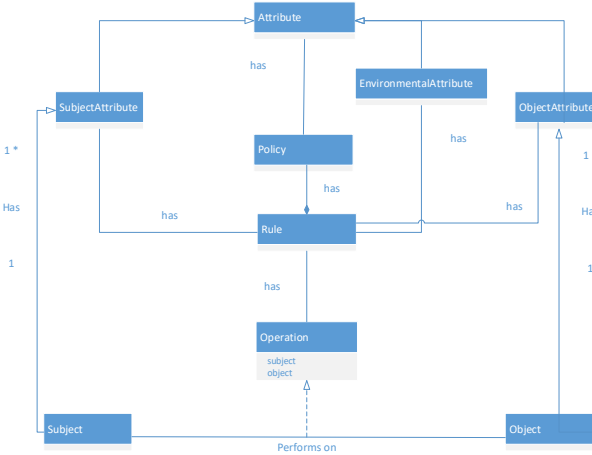 Attribute
has
EnvironmentalAttribute
SubjectAttribute
ObjectAttribute
has
Policy
1 *
1
has
Has
has
has
Rule
1
has
Operation
subject
object
Subject
Object
Performs on